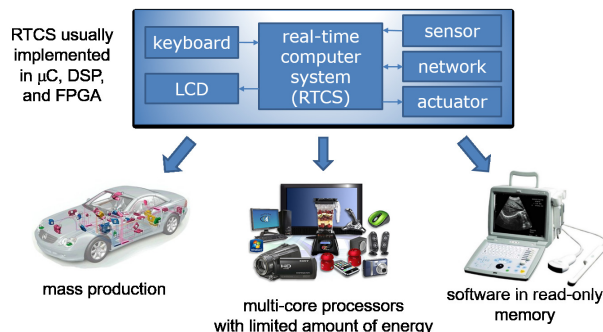 RTCS usually
implemented
in μC, DSP,
and FPGA
keyboard
LCD
real-time
computer
system
(RTCS)
sensor
network
actuator
mass production
multi-core processors
with limited amount of energy
software in read-only
memory